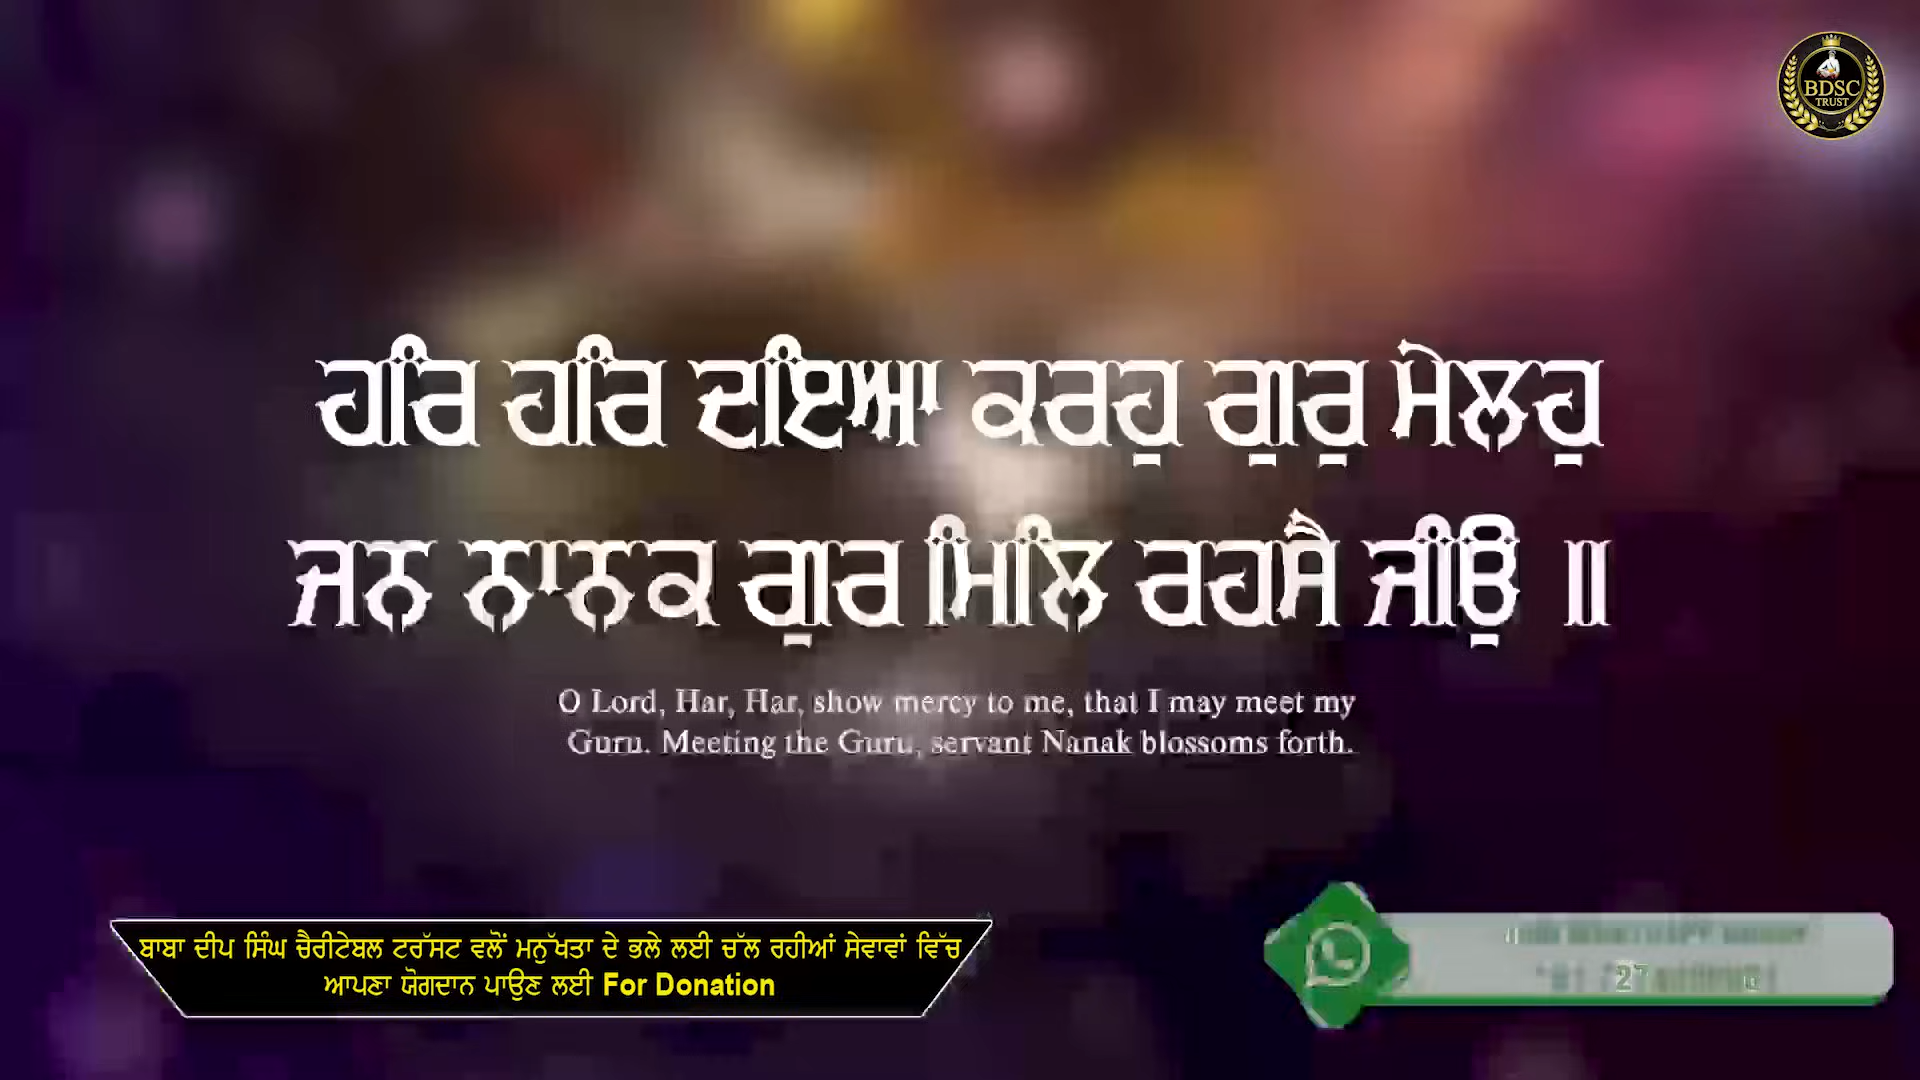 BDSC
TRUST
ਹਰਿ ਹਰਿ ਦਇਆ ਕਰਹੁ ਗੁਰੁ ਮੇਲਹੁ
ਜਨ ਨਾਨਕ ਗੁਰ ਮਿਲਿ ਰਹਸੈ ਜੀਉ ॥
O Lord, Har, Har, show mercy to me, that I may meet my
Guru. Meeting the Guru, servant Nanak blossoms forth.
ਬਾਬਾ ਦੀਪ ਸਿੰਘ ਚੈਰੀਟੇਬਲ ਟਰੱਸਟ ਵਲੋਂ ਮਨੁੱਖਤਾ ਦੇ ਭਲੇ ਲਈ ਚੱਲ ਰਹੀਆਂ ਸੇਵਾਵਾਂ ਵਿੱਚ
ਆਪਣਾ ਯੋਗਦਾਨ ਪਾਉਣ ਲਈ For Donation